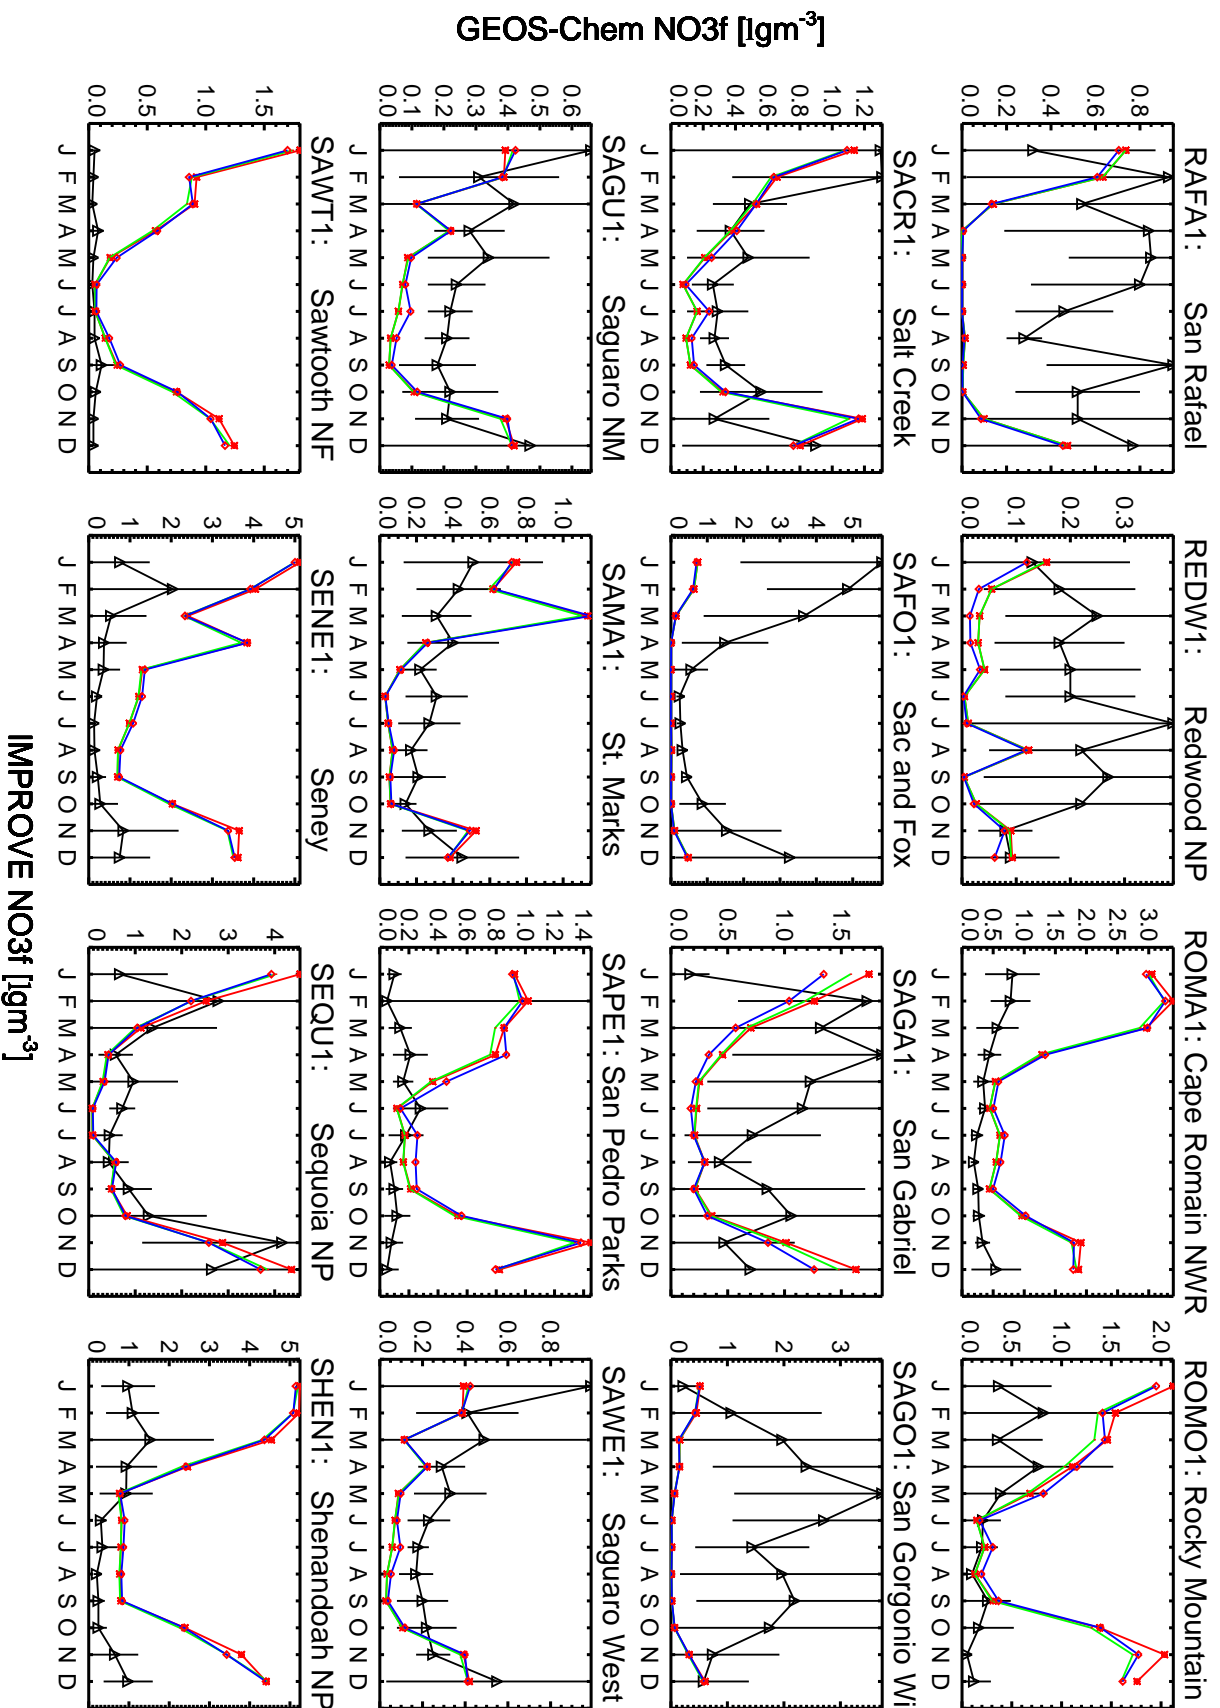 GEOS-Chem NO3f [1gm-3]
RAFA1: San Rafael
0.0 0.2 0.4 0.6 0.8
J F M A M J J A S O N D
REDW1: Redwood NP
0.0 0.1 0.2 0.3
J F M A M J J A S O N D
ROMA1: Cape Romain NWR
0.0 0.5 1.0 1.5 2.0 2.5 3.0
J F M A M J J A S O N D
ROMO1: Rocky Mountain
0.0 0.5 1.0 1.5 2.0
J F M A M J J A S O N D
SACR1: Salt Creek
0.0 0.2 0.4 0.6 0.8 1.0 1.2
J F M A M J J A S O N D
SAFO1: Sac and Fox
0 1 2 3 4 5
J F M A M J J A S O N D
SAGA1: San Gabriel
0.0 0.5 1.0 1.5
J F M A M J J A S O N D
SAGO1: San Gorgonio Wi
0 1 2 3
J F M A M J J A S O N D
SAGU1: Saguaro NM
0.0 0.1 0.2 0.3 0.4 0.5 0.6
J F M A M J J A S O N D
SAMA1: St. Marks
0.0 0.2 0.4 0.6 0.8 1.0
J F M A M J J A S O N D
SAPE1: San Pedro Parks
0.0 0.2 0.4 0.6 0.8 1.0 1.2 1.4
J F M A M J J A S O N D
SAWE1: Saguaro West
0.0 0.2 0.4 0.6 0.8
J F M A M J J A S O N D
SAWT1: Sawtooth NF
0.0 0.5 1.0 1.5
J F M A M J J A S O N D
SENE1: Seney
0 1 2 3 4 5
J F M A M J J A S O N D
SEQU1: Sequoia NP
0 1 2 3 4
J F M A M J J A S O N D
SHEN1: Shenandoah NP
0 1 2 3 4 5
J F M A M J J A S O N D
IMPROVE NO3f [1gm-3]